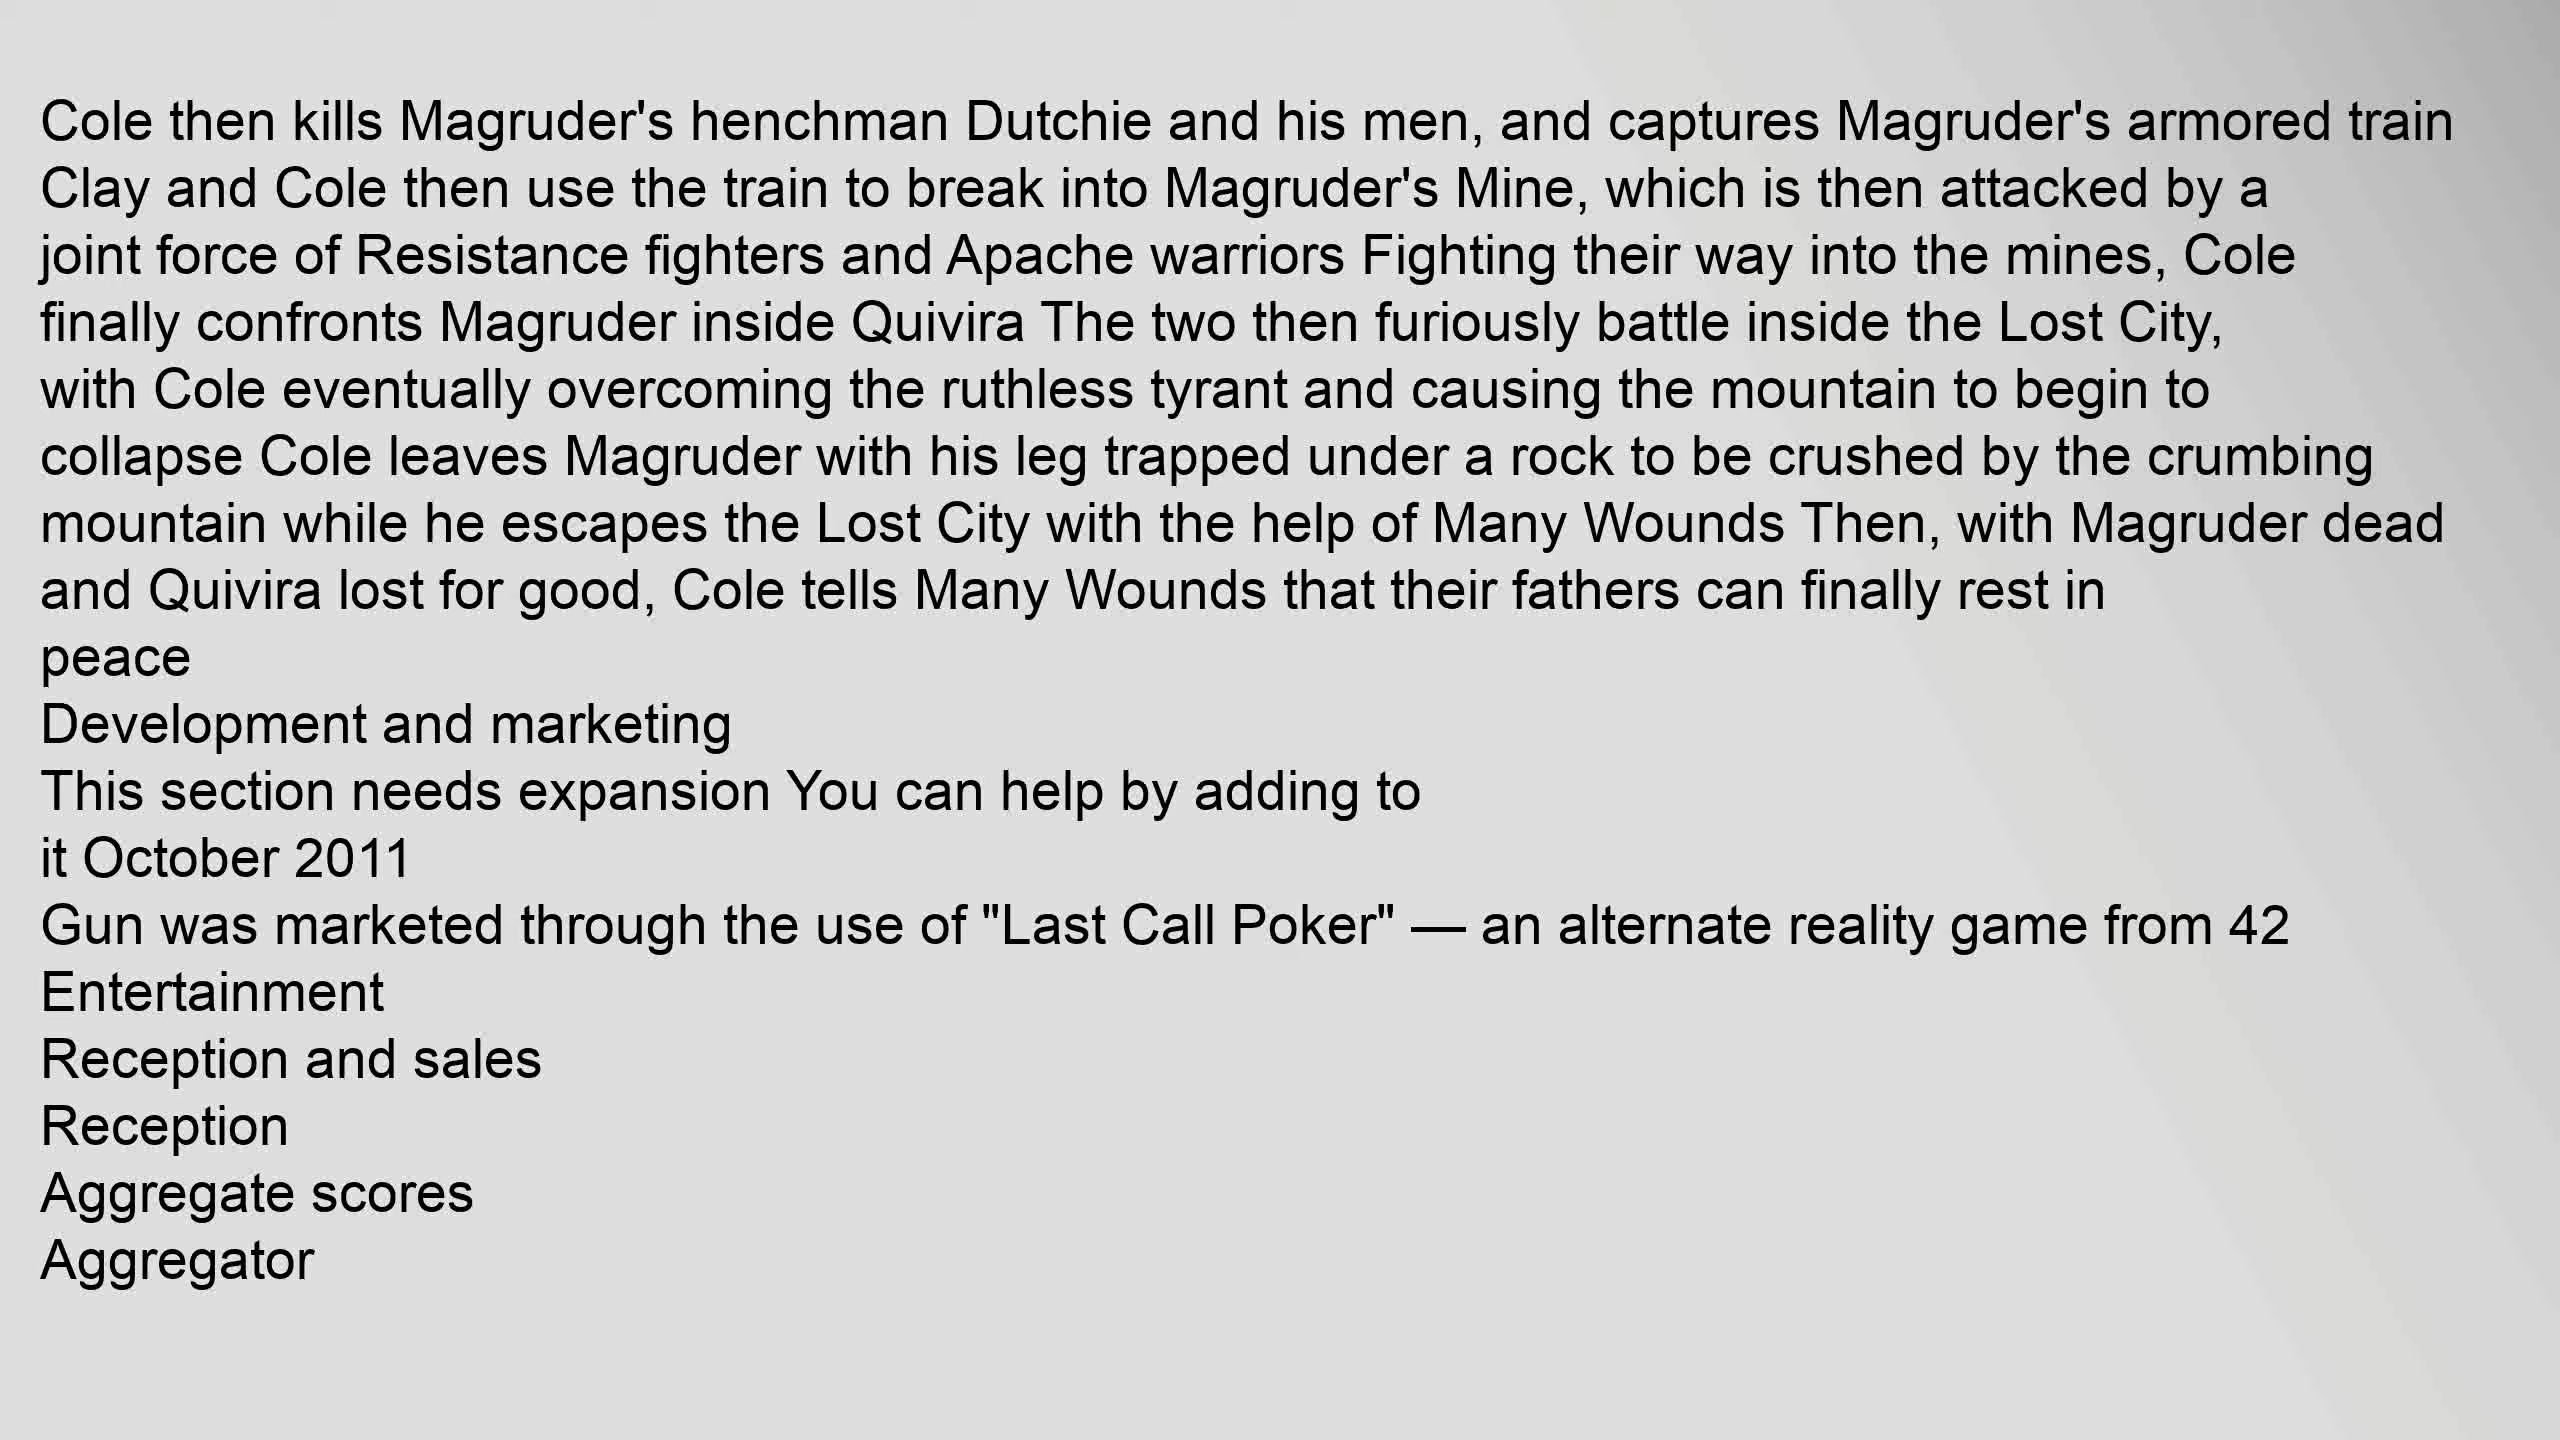 Cole then kills Magruder's henchman Dutchie and his men, and captures Magruder's armored train
Clay and Cole then use the train to break into Magruder's Mine, which is then attacked by a
joint force of Resistance fighters and Apache warriors Fighting their way into the mines, Cole
finally confronts Magruder inside Quivira The two then furiously battle inside the Lost City,
with Cole eventually overcoming the ruthless tyrant and causing the mountain to begin to
collapse Cole leaves Magruder with his leg trapped under a rock to be crushed by the crumbing
mountain while he escapes the Lost City with the help of Many Wounds Then, with Magruder dead
and Quivira lost for good, Cole tells Many Wounds that their fathers can finally rest in
peace
Development and marketing
This section needs expansion You can help by adding to
it October 2011
Gun was marketed through the use of "Last Call Poker" — an alternate reality game from 42
Entertainment
Reception and sales
Reception
Aggregate scores
Aggregator